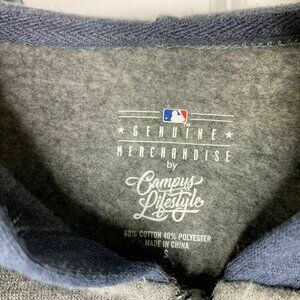 GENUINE
MERCHANDISE
by
Campus
Lifestyle
60% COTTON 40% POLYESTER
MADE IN CHINA
S